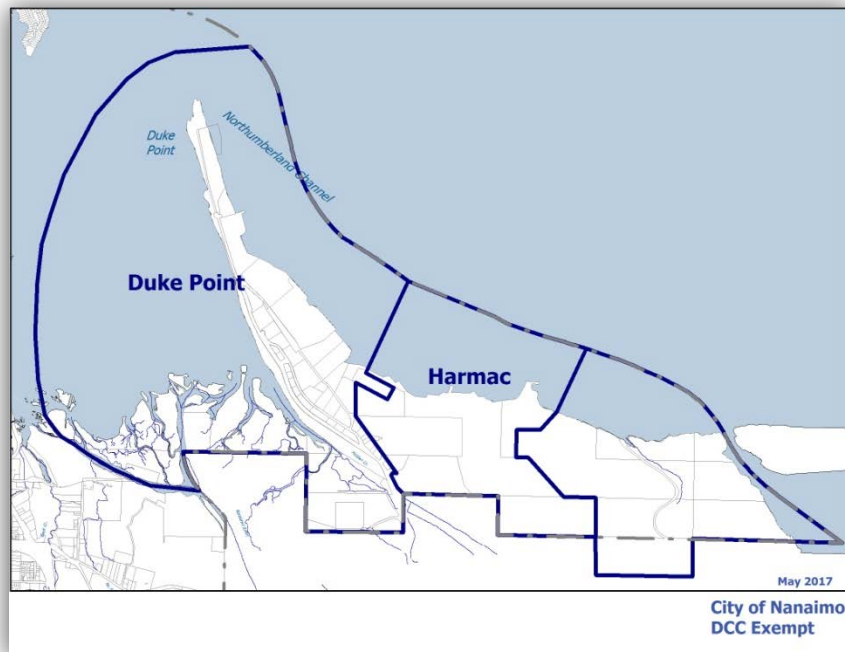 Duke
Point
Northumberland Channel
Duke Point
Harmac
May 2017
City of Nanaimo
DCC Exempt